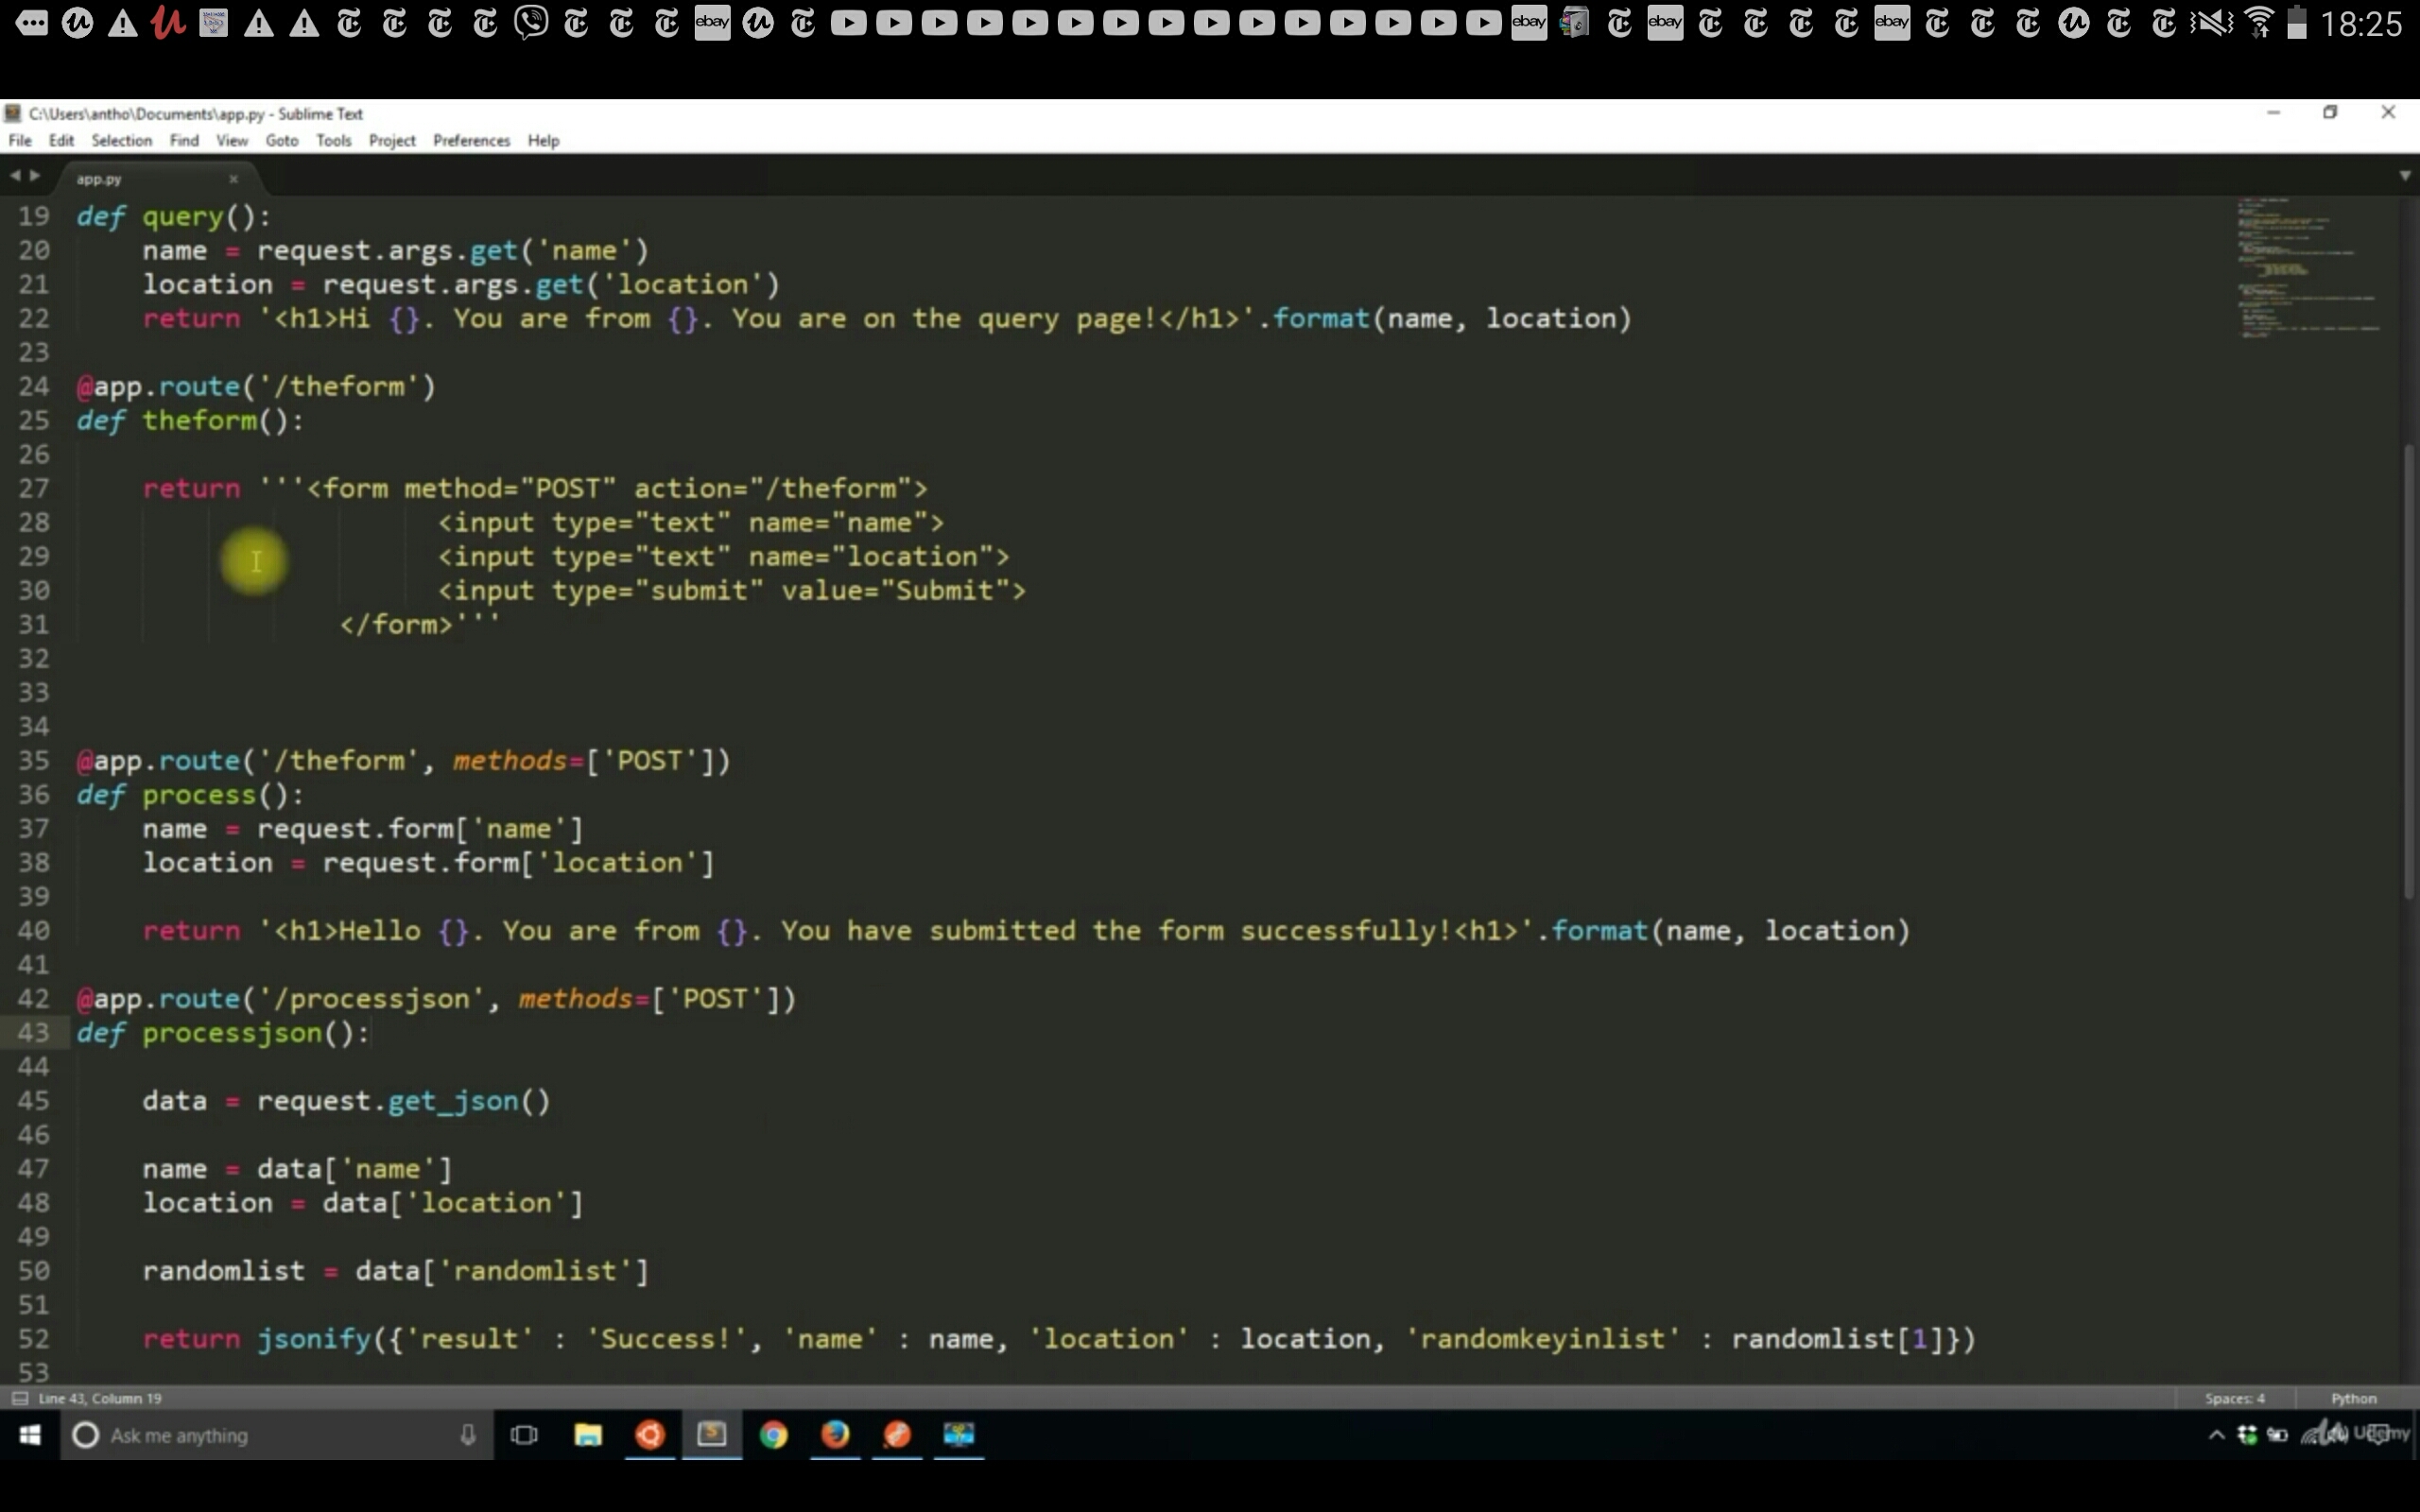 ebay
ebay
ebay
ebay
18:25
C:\Users\antho\Documents\app.py - Sublime Text
File Edit Selection Find View Goto Tools Project Preferences Help
app.py
19 def query():
20 name = request.args.get('name')
21 location = request.args.get('location')
22 return '<h1>Hi {}. You are from {}. You are on the query page!</h1>'.format(name, location)
23
24 @app.route('/theform')
25 def theform():
26
27 return '''<form method="POST" action="/theform">
28 <input type="text" name="name">
29 <input type="text" name="location">
30 <input type="submit" value="Submit">
31 </form>'''
32
33
34
35 @app.route('/theform', methods=['POST'])
36 def process():
37 name = request.form['name']
38 location = request.form['location']
39
40 return '<h1>Hello {}. You are from {}. You have submitted the form successfully!<h1>'.format(name, location)
41
42 @app.route('/processjson', methods=['POST'])
43 def processjson():
44
45 data = request.get_json()
46
47 name = data['name']
48 location = data['location']
49
50 randomlist = data['randomlist']
51
52 return jsonify({'result' : 'Success!', 'name' : name, 'location' : location, 'randomkeyinlist' : randomlist[1]})
53
Line 43, Column 19
Spaces: 4
Python
Ask me anything
Udemy